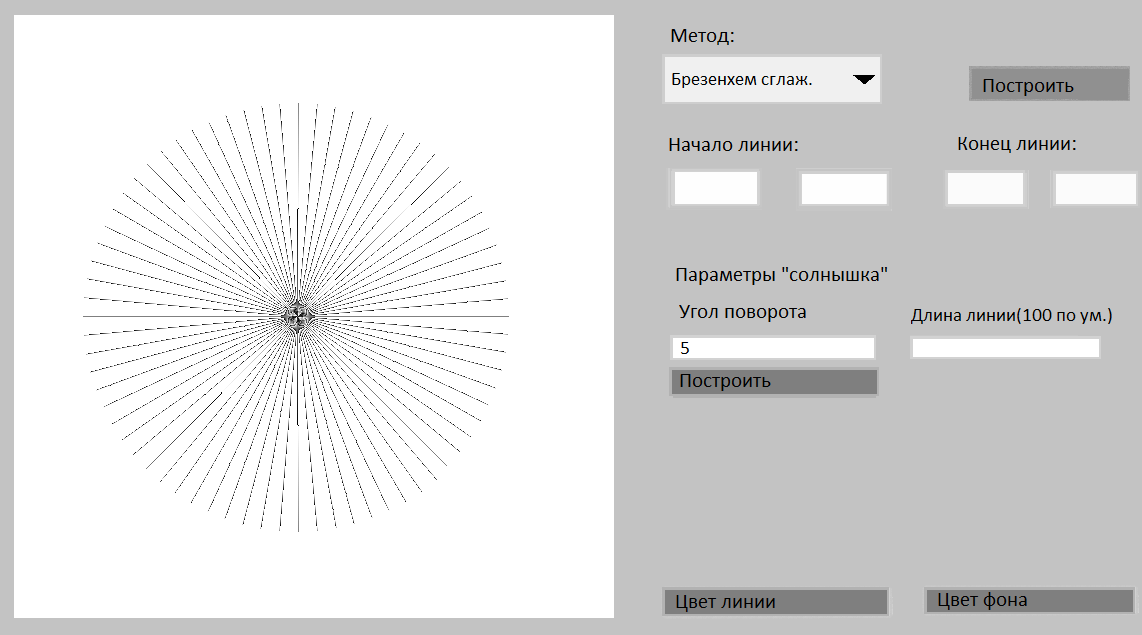 Метод:
Брезенхем сглаж.
Построить
Начало линии:
Конец линии:
Параметры "солнышка"
Угол поворота
Длина линии(100 по ум.)
5
Построить
Цвет линии
Цвет фона